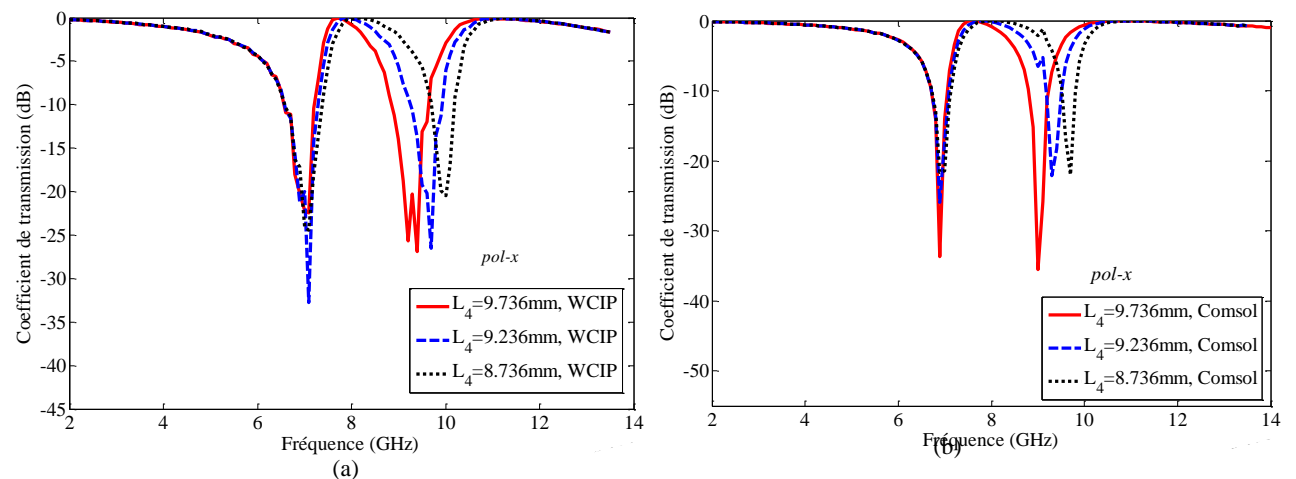 0
-5
-10
-15
-20
-25
-30
-35
-40
-45
2
4
6
8
10
12
14
Coefficient de transmission (dB)
Fréquence (GHz)
pol-x
L4=9.736mm, WCIP
L4=9.236mm, WCIP
L4=8.736mm, WCIP
(a)
(a)
0
-10
-20
-30
-40
-50
2
4
6
8
10
12
14
Coefficient de transmission (dB)
Fréquence (GHz)
pol-x
L4=9.736mm, Comsol
L4=9.236mm, Comsol
L4=8.736mm, Comsol
(b)
(b)